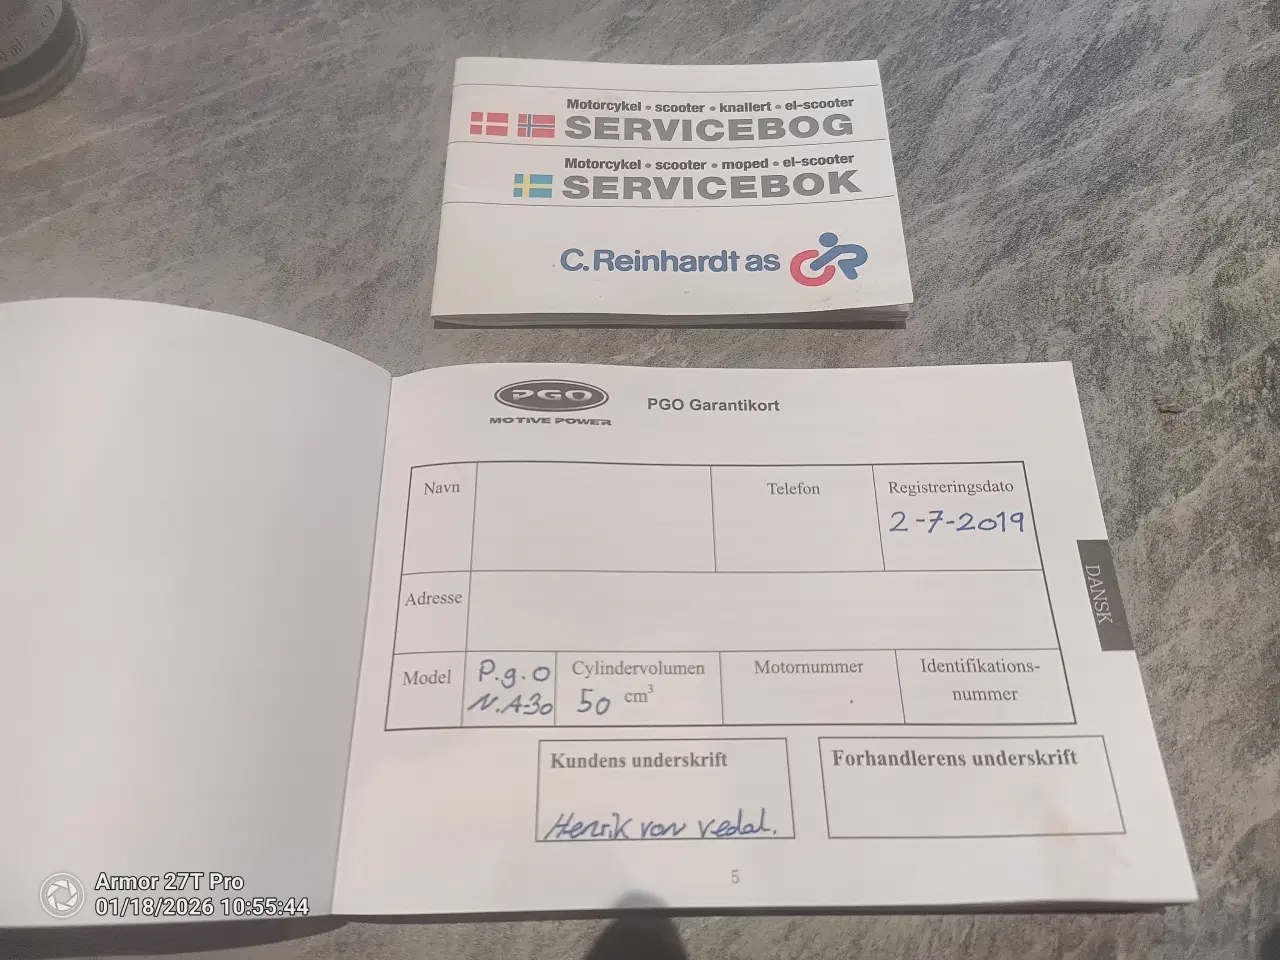 Motorcykel • scooter • knallert • el-scooter
SERVICEBOG
Motorcykel • scooter • moped • el-scooter
SERVICEBOK
C.Reinhardt as
PGO
MOTIVE POWER
PGO Garantikort
Navn
Telefon
Registreringsdato
2-7-2019
DANSK
Adresse
Model
P.g.o
N.A-30
Cylindervolumen
50 cm³
Motornummer
Identifikations-
nummer
Kundens underskrift
Henrik von Vedal.
Forhandlerens underskrift
5
Armor 27T Pro
01/18/2026 10:55:44